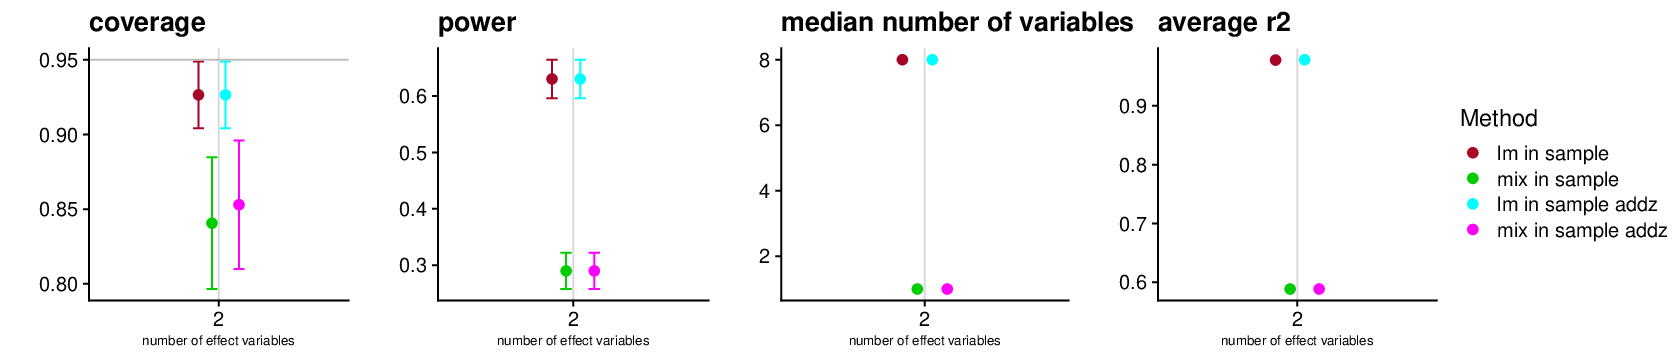 coverage
0.95
0.90
0.85
0.80
2
number of effect variables
power
0.6
0.5
0.4
0.3
2
number of effect variables
median number of variables
8
6
4
2
2
number of effect variables
average r2
0.9
0.8
0.7
0.6
2
number of effect variables
Method
lm in sample
mix in sample
lm in sample addz
mix in sample addz